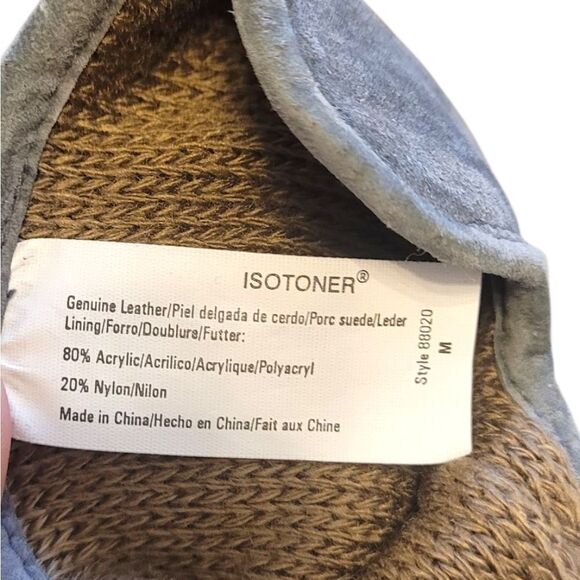 ISOTONER®
Genuine Leather/Piel delgada de cerdo/Porc suede/Leder
Lining/Forro/Doublure/Futter:
80% Acrylic/Acrilico/Acrylique/Polyacryl
20% Nylon/Nilon
Made in China/Hecho en China/Fait aux Chine
Style 88020
M